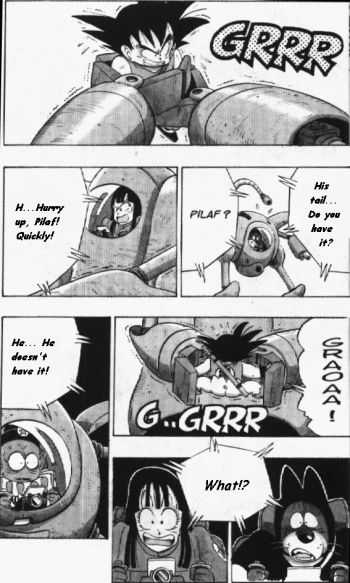 GRRR
His
tail...
Do you
have
it?
PILAF?
H...Hurry
up, Pilaf!
Quickly!
GRAOAA!
G..GRRR
He... He
doesn't
have it!
What!?